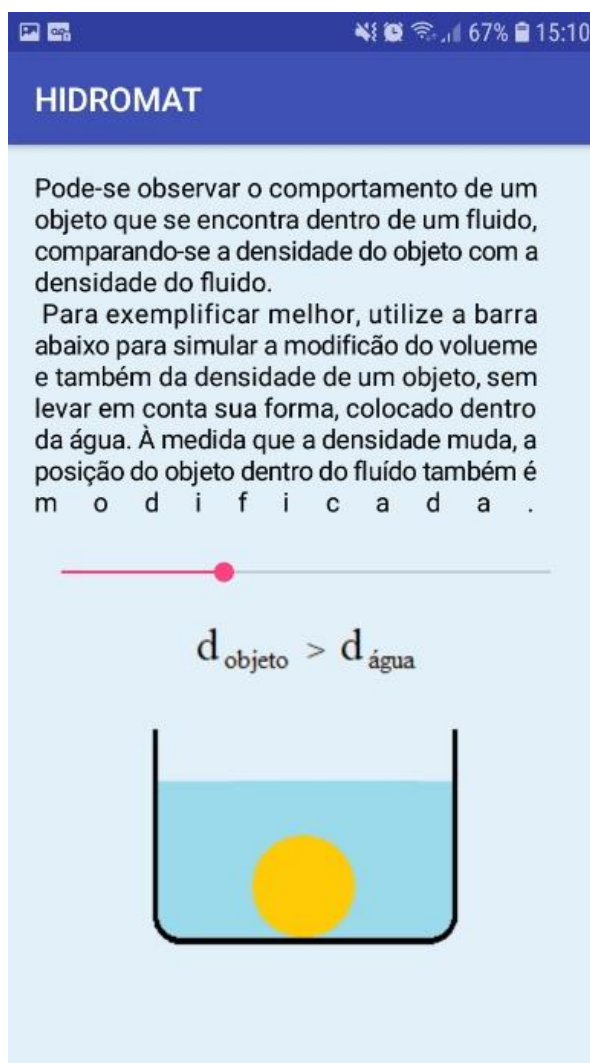 67% 15:10
HIDROMAT
Pode-se observar o comportamento de um
objeto que se encontra dentro de um fluido,
comparando-se a densidade do objeto com a
densidade do fluido.
Para exemplificar melhor, utilize a barra
abaixo para simular a modificão do volueme
e também da densidade de um objeto, sem
levar em conta sua forma, colocado dentro
da água. À medida que a densidade muda, a
posição do objeto dentro do fluído também é
m o d i f i c a d a .
d objeto > d água